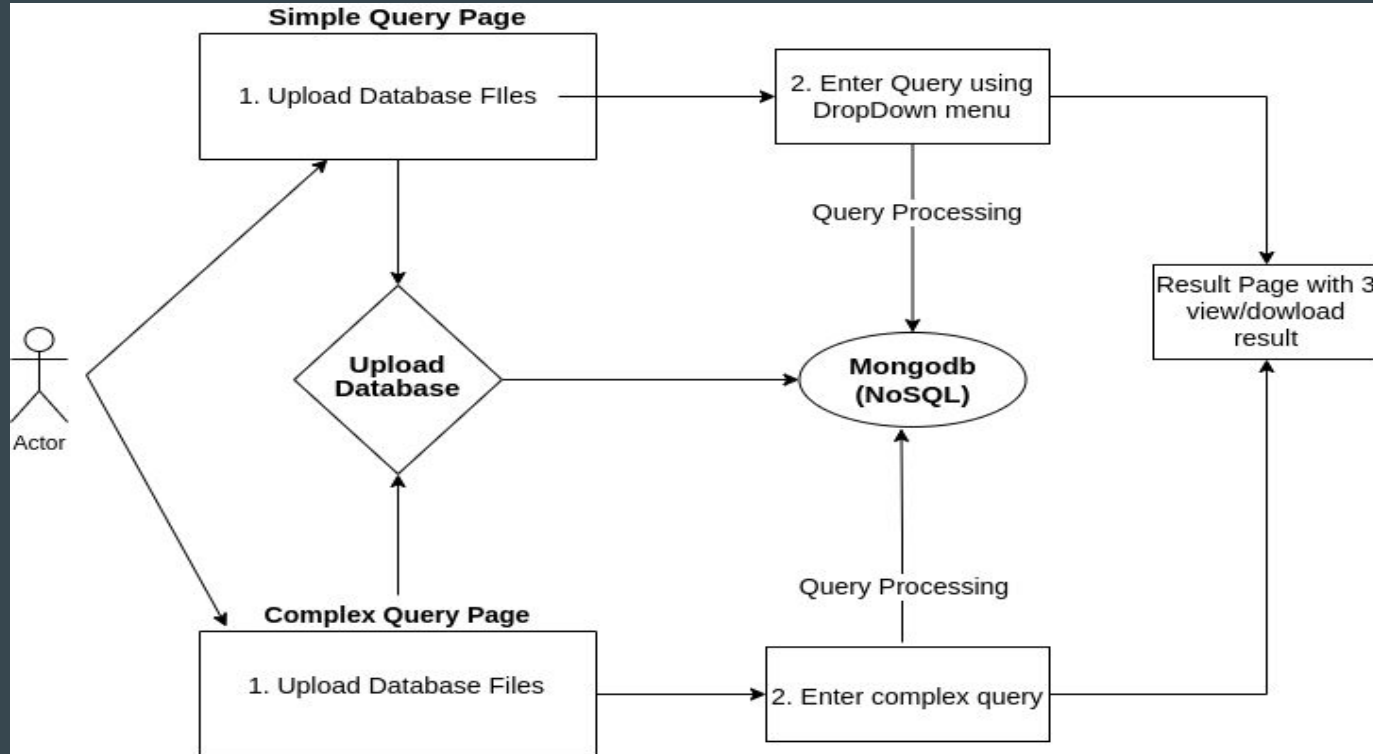 Simple Query Page
1. Upload Database FIles
2. Enter Query using
DropDown menu
Query Processing
Result Page with 3
view/dowload
result
Upload
Database
Mongodb
(NoSQL)
Actor
Query Processing
Complex Query Page
1. Upload Database Files
2. Enter complex query